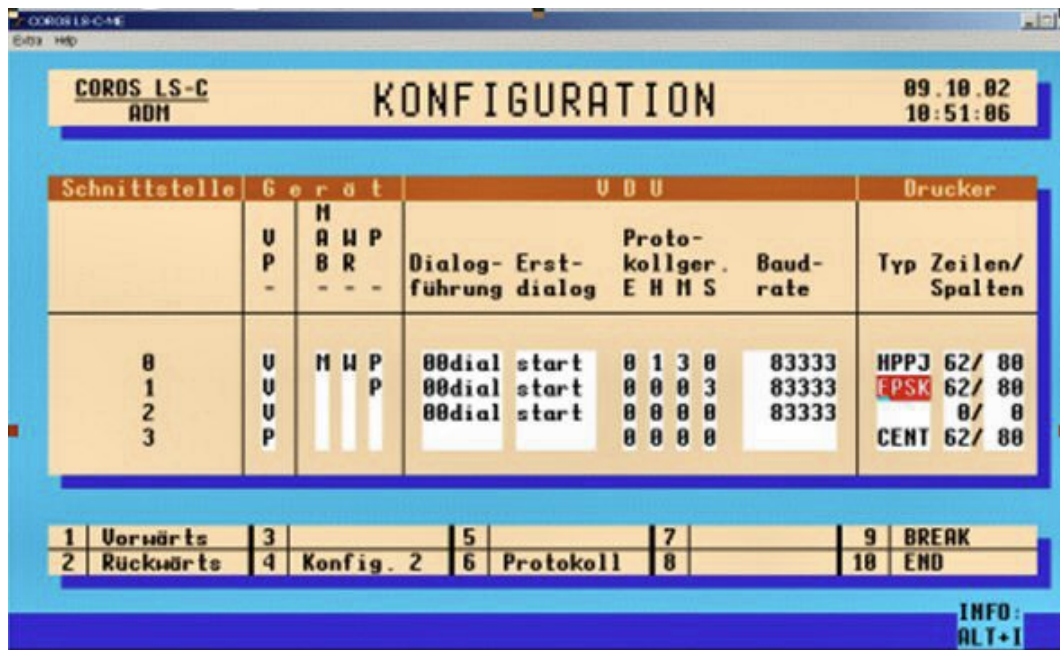 COROS LS-C-ME
Extra Help
COROS LS-C KONFIGURATION 09.10.02
ADM 10:51:06
Schnittstelle G e r ä t V D U Drucker
M
V A W P Proto-
P B R Dialog- Erst- kollger. Baud- Typ Zeilen/
- - - - führung dialog E H M S rate Spalten
0 V M W P 00dial start 0 1 3 0 83333 HPPJ 62/ 80
1 V P 00dial start 0 0 0 3 83333 EPSK 62/ 80
2 V 00dial start 0 0 0 0 83333 0/ 0
3 P 0 0 0 0 CENT 62/ 80
1 Vorwärts 3 5 7 9 BREAK
2 Rückwärts 4 Konfig. 2 6 Protokoll 8 10 END
INFO:
ALT+I